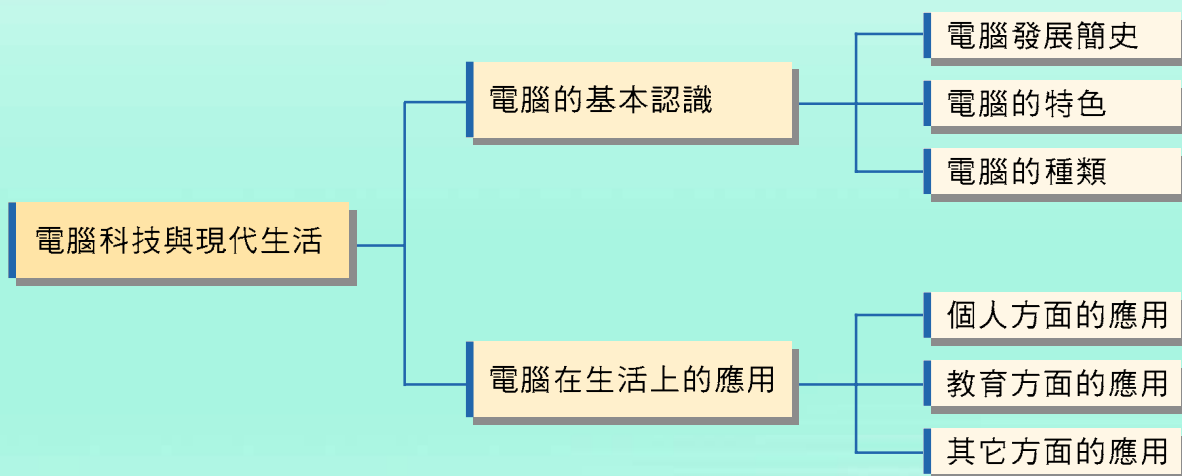 電腦科技與現代生活
電腦的基本認識
電腦發展簡史
電腦的特色
電腦的種類
電腦在生活上的應用
個人方面的應用
教育方面的應用
其它方面的應用